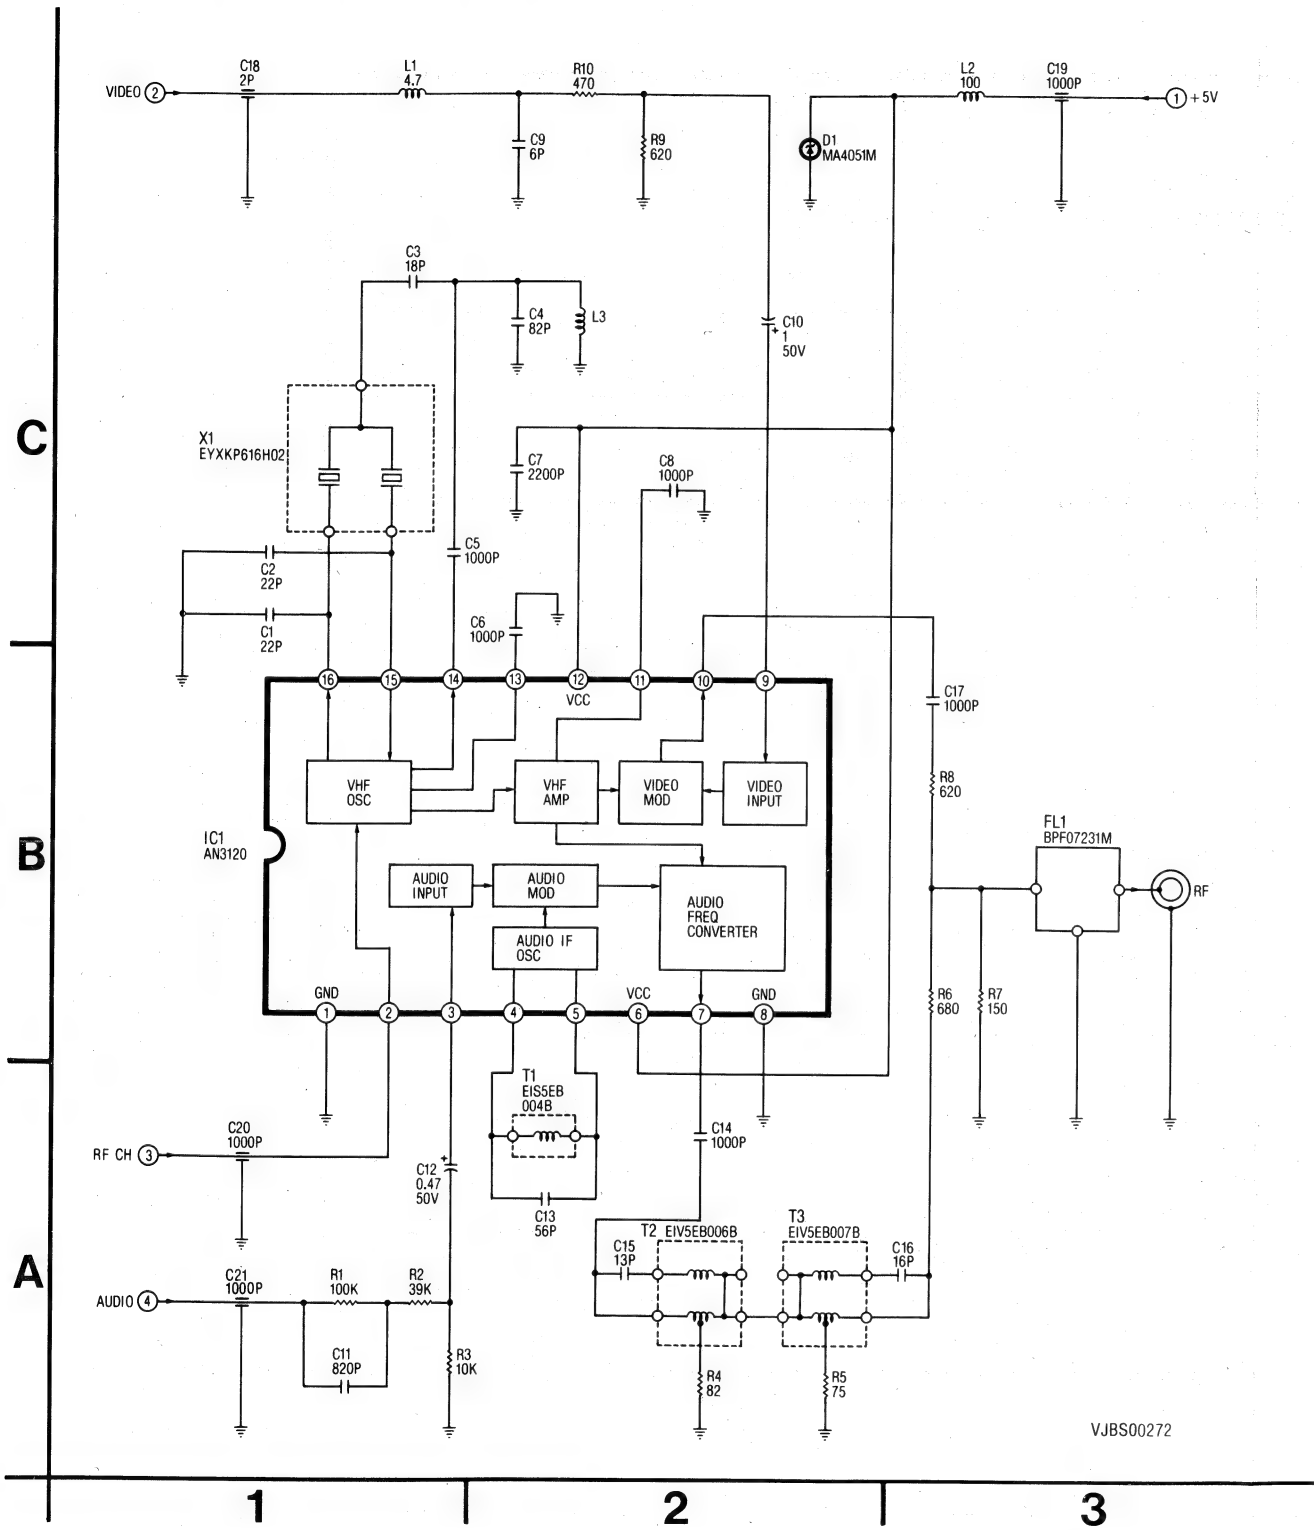 C18
2P
L1
4.7
R10
470
L2
100
C19
1000P
VIDEO 2
1 +5V
C9
6P
R9
620
D1
MA4051M
C3
18P
C4
82P
L3
C10
+ 1
50V
C
X1
EYXKP616H02
C7
2200P
C8
1000P
C5
1000P
C2
22P
C6
1000P
C1
22P
16 15 14 13 12 11 10 9
VCC
C17
1000P
VHF
OSC
VHF
AMP
VIDEO
MOD
VIDEO
INPUT
R8
620
B
IC1
AN3120
FL1
BPF07231M
AUDIO
INPUT
AUDIO
MOD
AUDIO
FREQ
CONVERTER
RF
AUDIO IF
OSC
GND
VCC
GND
1 2 3 4 5 6 7 8
R6
680
R7
150
T1
EIS5EB
004B
C20
1000P
C14
1000P
RF CH 3
+
C12
0.47
50V
C13
56P
T2 EIV5EB006B
T3
EIV5EB007B
C15
13P
C16
16P
A
C21
1000P
R1
100K
R2
39K
AUDIO 4
C11
820P
R3
10K
R4
82
R5
75
VJBS00272
1 2 3